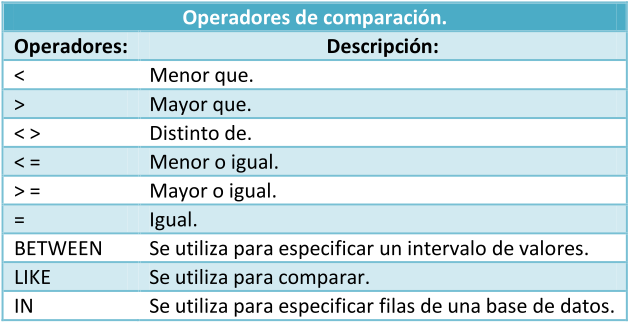 Operadores de comparación.
Operadores: Descripción:
< Menor que.
> Mayor que.
< > Distinto de.
< = Menor o igual.
> = Mayor o igual.
= Igual.
BETWEEN Se utiliza para especificar un intervalo de valores.
LIKE Se utiliza para comparar.
IN Se utiliza para especificar filas de una base de datos.